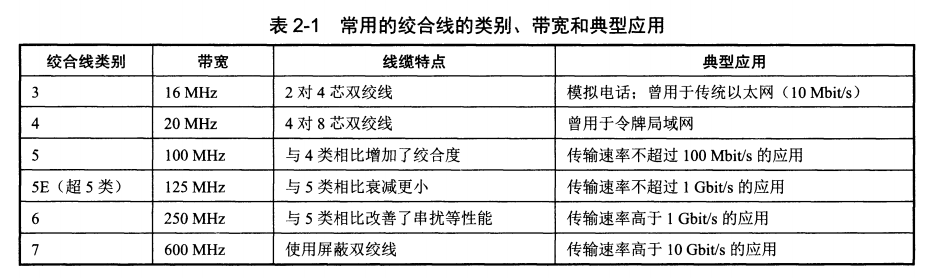 表 2-1 常用的绞合线的类别、带宽和典型应用
绞合线类别 带宽 线缆特点 典型应用
3 16 MHz 2 对 4 芯双绞线 模拟电话；曾用于传统以太网（10 Mbit/s）
4 20 MHz 4 对 8 芯双绞线 曾用于令牌局域网
5 100 MHz 与 4 类相比增加了绞合度 传输速率不超过 100 Mbit/s 的应用
5E（超 5 类） 125 MHz 与 5 类相比衰减更小 传输速率不超过 1 Gbit/s 的应用
6 250 MHz 与 5 类相比改善了串扰等性能 传输速率高于 1 Gbit/s 的应用
7 600 MHz 使用屏蔽双绞线 传输速率高于 10 Gbit/s 的应用